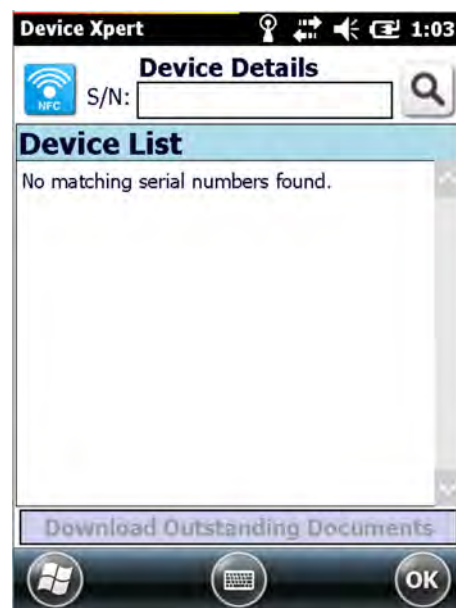 Device Xpert 1:03
Device Details
NFC S/N:
Device List
No matching serial numbers found.
Download Outstanding Documents
OK